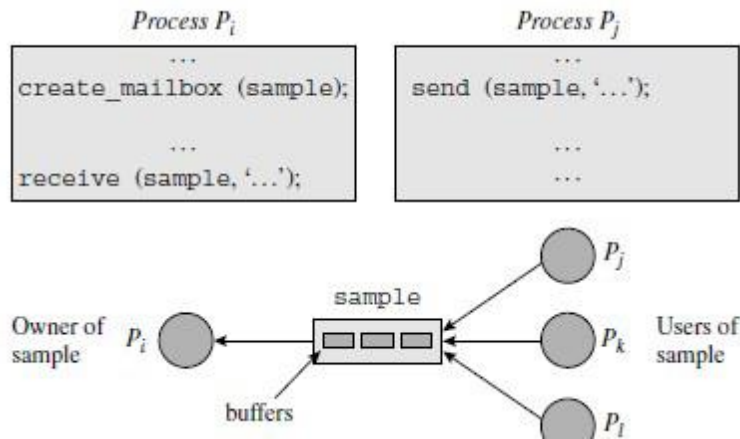 Process Pi
...
create_mailbox (sample);
...
receive (sample, ‘...’);
Process Pj
...
send (sample, ‘...’);
...
...
Owner of
sample
Pi
sample
buffers
Pj
Pk
Pl
Users of
sample